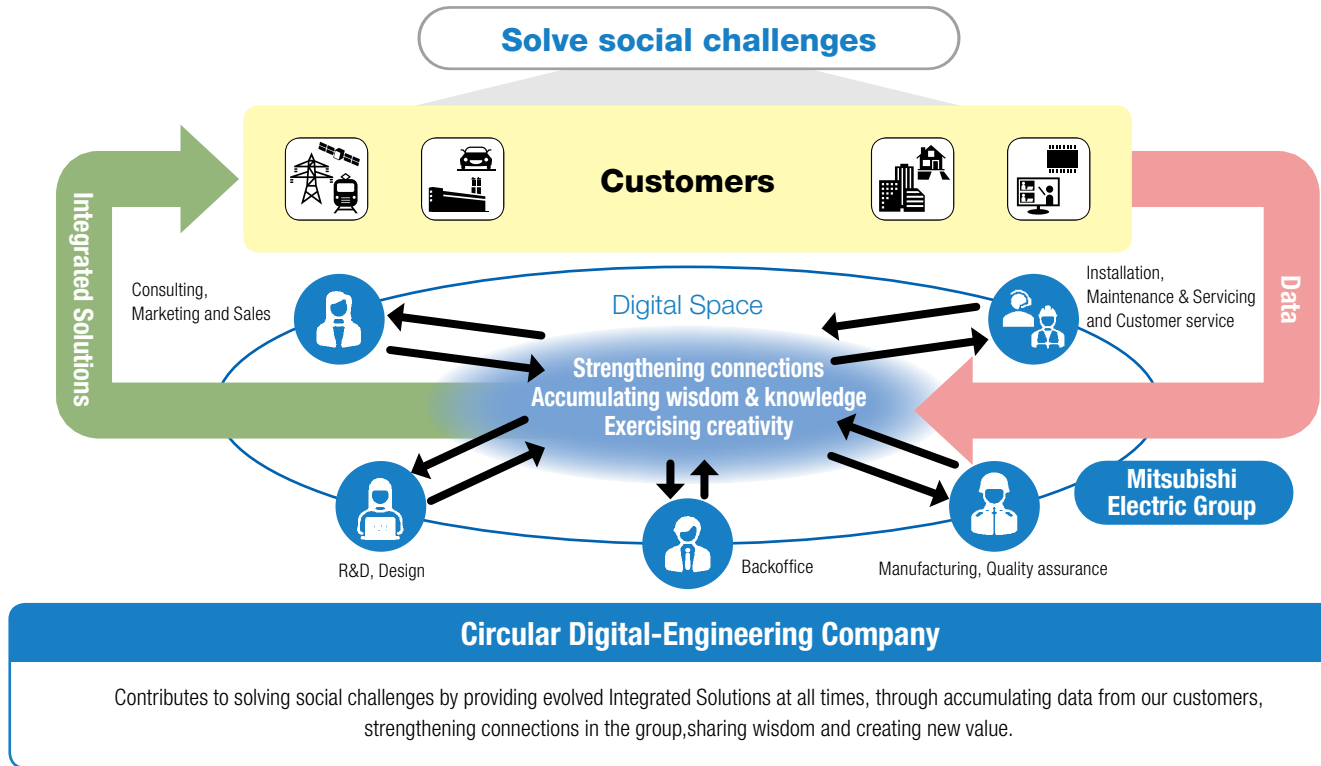 Solve social challenges
Customers
Integrated Solutions
Data
Consulting,
Marketing and Sales
Digital Space
Installation,
Maintenance & Servicing
and Customer service
Strengthening connections
Accumulating wisdom & knowledge
Exercising creativity
Mitsubishi
Electric Group
R&D, Design
Backoffice
Manufacturing, Quality assurance
Circular Digital-Engineering Company
Contributes to solving social challenges by providing evolved Integrated Solutions at all times, through accumulating data from our customers,
strengthening connections in the group,sharing wisdom and creating new value.